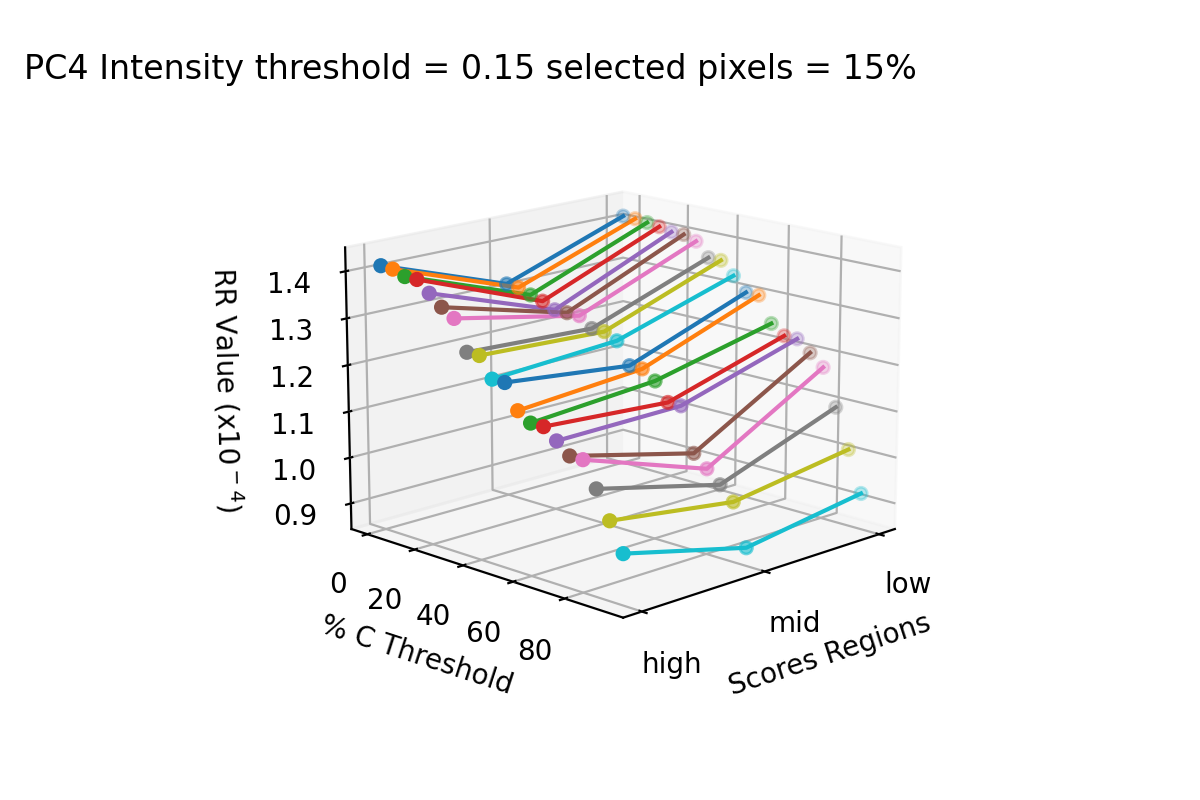 PC4 Intensity threshold = 0.15 selected pixels = 15%
RR Value (x10⁻⁴)
1.4
1.3
1.2
1.1
1.0
0.9
0
20
40
60
80
% C Threshold
high
mid
low
Scores Regions